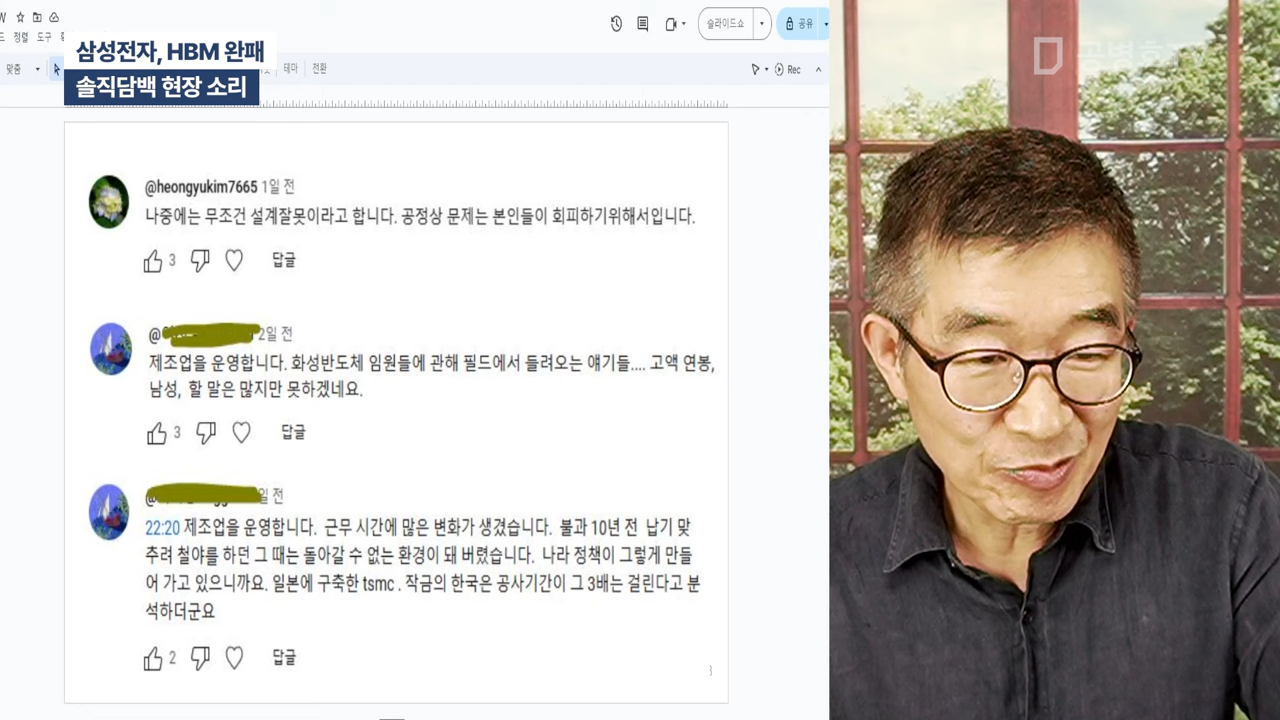 맞춤
정렬 도구
삼성전자, HBM 완패
솔직담백 현장 소리
테마 전환
슬라이드쇼
공유
Rec
공병호TV
@heongyukim7665 1일 전
나중에는 무조건 설계잘못이라고 합니다. 공정상 문제는 본인들이 회피하기위해서입니다.
3 답글
@ 2일 전
제조업을 운영합니다. 화성반도체 임원들에 관해 필드에서 들려오는 얘기들.... 고액 연봉,
남성, 할 말은 많지만 못하겠네요.
3 답글
@ 일 전
22:20 제조업을 운영합니다. 근무 시간에 많은 변화가 생겼습니다. 불과 10년 전 납기 맞
추려 철야를 하던 그 때는 돌아갈 수 없는 환경이 돼 버렸습니다. 나라 정책이 그렇게 만들
어 가고 있으니까요. 일본에 구축한 tsmc . 작금의 한국은 공사기간이 그 3배는 걸린다고 분
석하더군요
2 답글